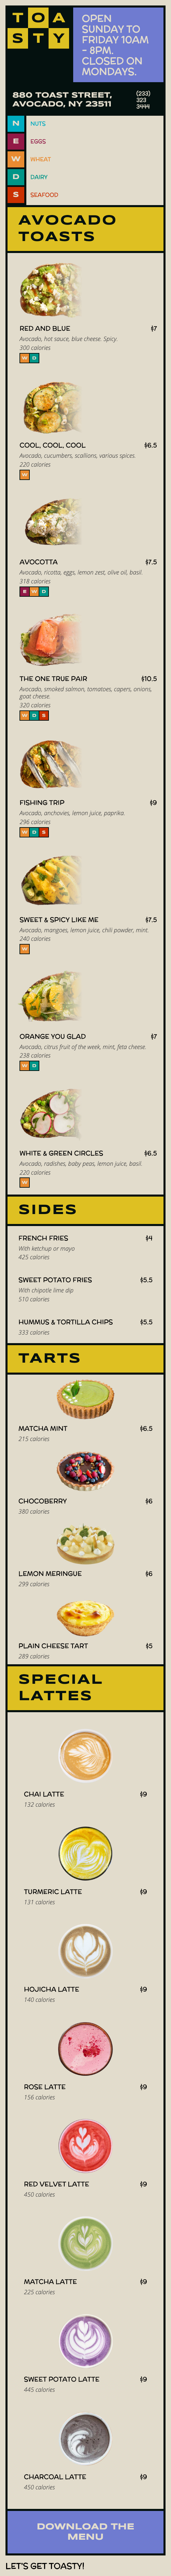 TOA
STY
OPEN
SUNDAY TO
FRIDAY 10AM
- 8PM.
CLOSED ON
MONDAYS.
880 TOAST STREET,
AVOCADO, NY 23511
(233)
323
3444
N NUTS
E EGGS
W WHEAT
D DAIRY
S SEAFOOD
AVOCADO
TOASTS
RED AND BLUE $7
Avocado, hot sauce, blue cheese. Spicy.
300 calories
W D
COOL, COOL, COOL $6.5
Avocado, cucumbers, scallions, various spices.
220 calories
W
AVOCOTTA $7.5
Avocado, ricotta, eggs, lemon zest, olive oil, basil
318 calories
E W D
THE ONE TRUE PAIR $10.5
Avocado, smoked salmon, tomatoes, capers, onions,
goat cheese.
320 calories
W D S
FISHING TRIP $9
Avocado, anchovies, lemon juice, paprika.
296 calories
W D S
SWEET & SPICY LIKE ME $7.5
Avocado, mangoes, lemon juice, chili powder, mint.
240 calories
W
ORANGE YOU GLAD $7
Avocado, citrus fruit of the week, mint, feta cheese.
238 calories
W D
WHITE & GREEN CIRCLES $6.5
Avocado, radishes, baby peas, lemon juice, basil.
220 calories
W
SIDES
FRENCH FRIES $4
With ketchup or mayo
425 calories
SWEET POTATO FRIES $5.5
With chipotle lime dip
510 calories
HUMMUS & TORTILLA CHIPS $5.5
333 calories
TARTS
MATCHA MINT $6.5
215 calories
CHOCOBERRY $6
380 calories
LEMON MERINGUE $6
299 calories
PLAIN CHEESE TART $5
289 calories
SPECIAL
LATTES
CHAI LATTE $9
132 calories
TURMERIC LATTE $9
131 calories
HOJICHA LATTE $9
140 calories
ROSE LATTE $9
156 calories
RED VELVET LATTE $9
450 calories
MATCHA LATTE $9
225 calories
SWEET POTATO LATTE $9
445 calories
CHARCOAL LATTE $9
450 calories
DOWNLOAD THE
MENU
LET'S GET TOASTY!